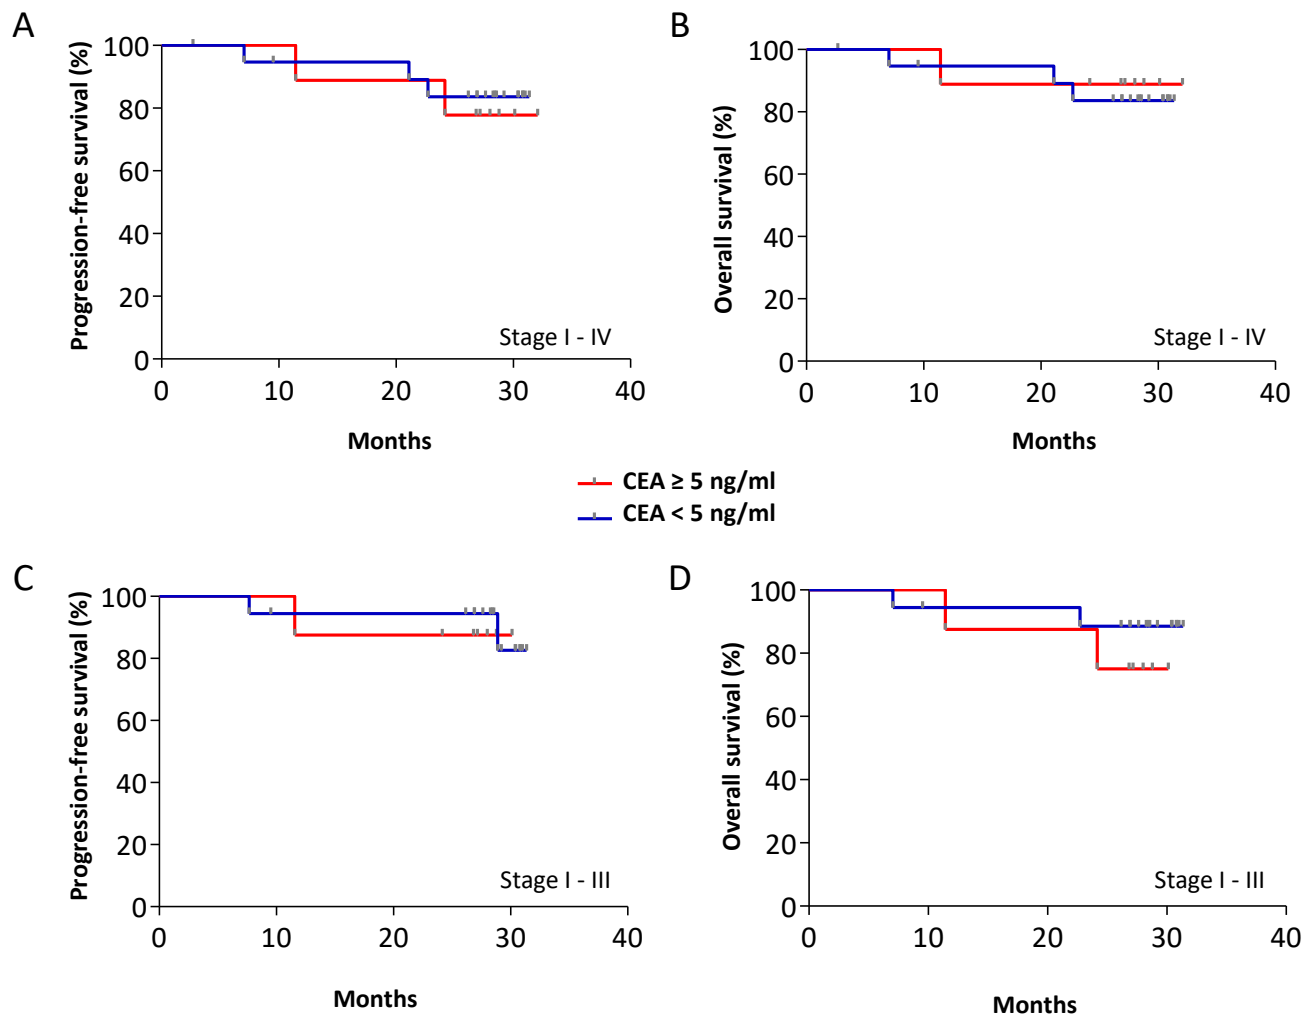 A
Progression-free survival (%)
100
80
60
40
20
0
0 10 20 30 40
Stage I - IV
Months
B
Overall survival (%)
100
80
60
40
20
0
0 10 20 30 40
Stage I - IV
Months
CEA ≥ 5 ng/ml
CEA < 5 ng/ml
C
Progression-free survival (%)
100
80
60
40
20
0
0 10 20 30 40
Stage I - III
Months
D
Overall survival (%)
100
80
60
40
20
0
0 10 20 30 40
Stage I - III
Months